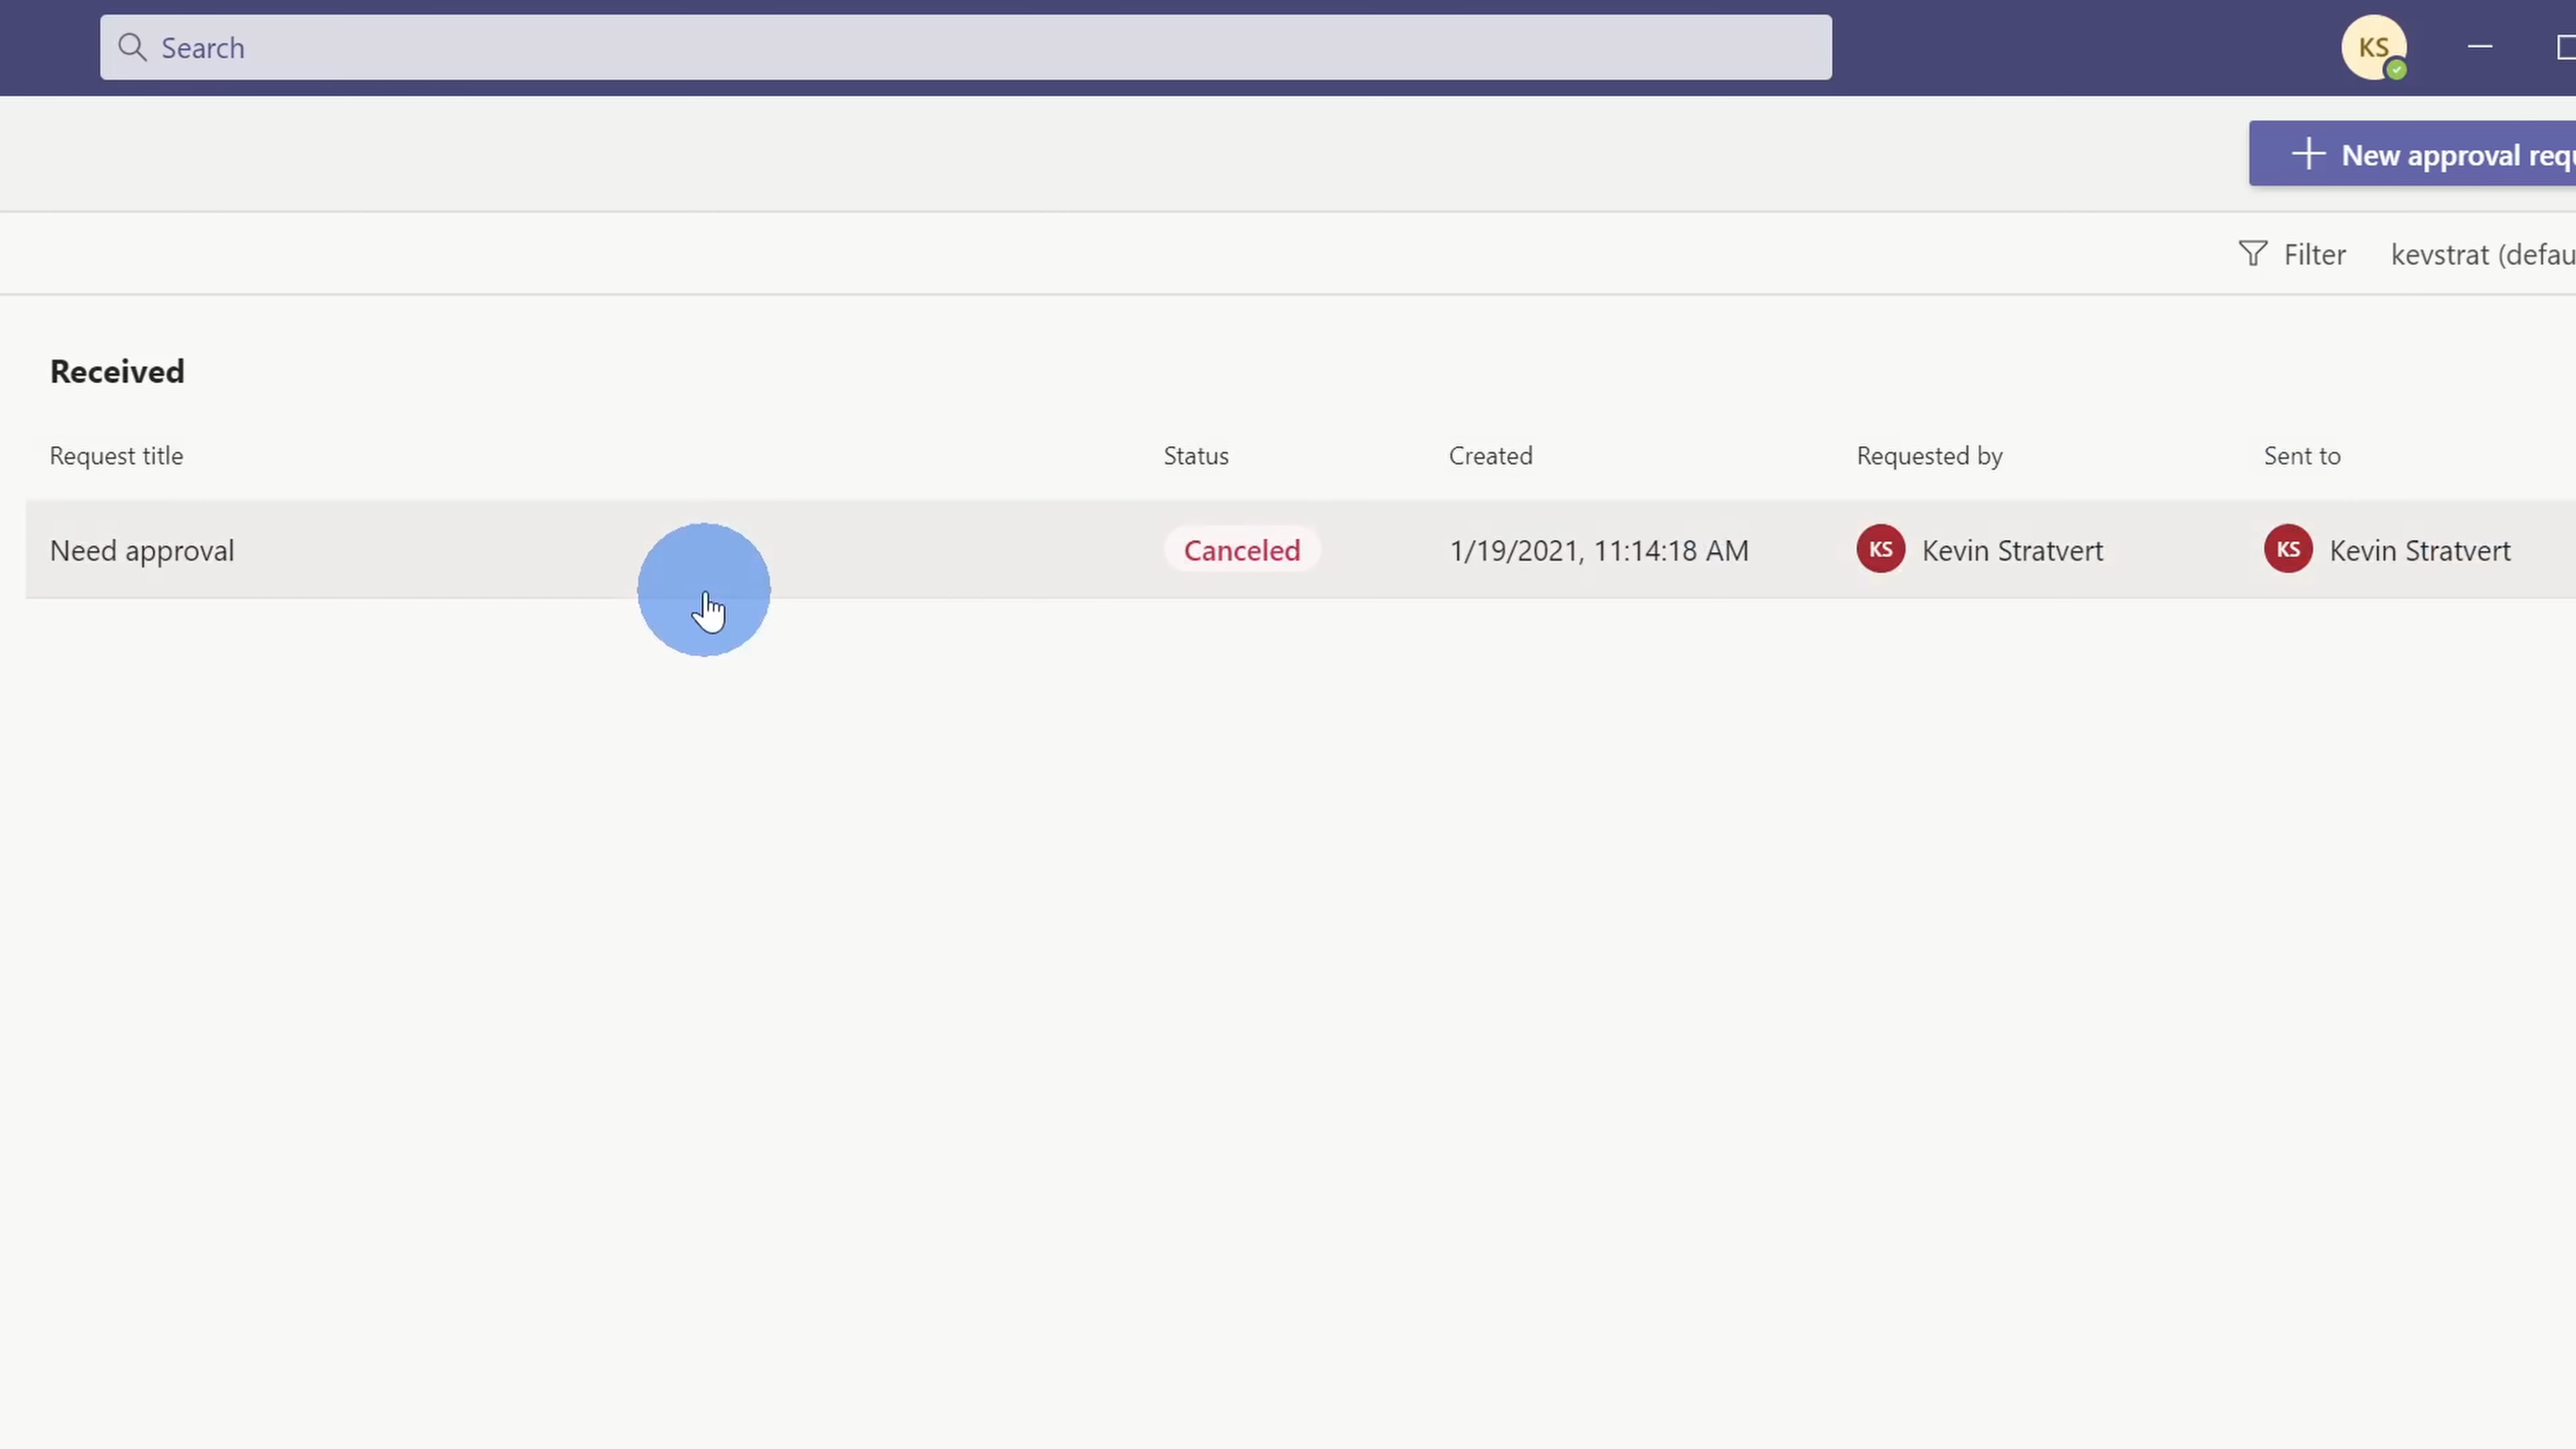 Search
KS
New approval requ
Filter kevstrat (defau
Received
Request title Status Created Requested by Sent to
Need approval Canceled 1/19/2021, 11:14:18 AM KS Kevin Stratvert KS Kevin Stratvert